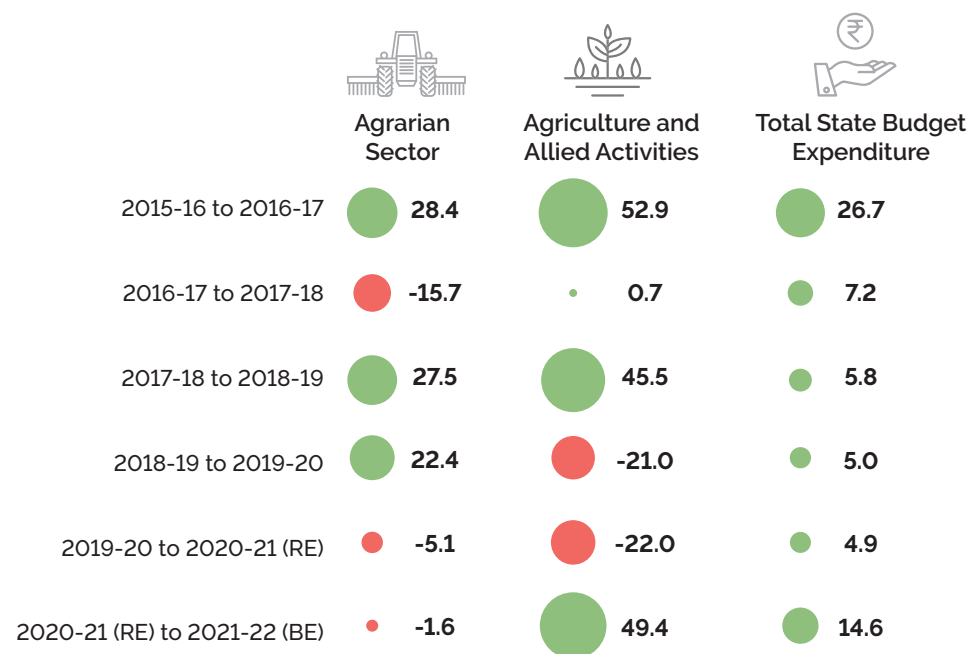 ₹
Agrarian
Sector
Agriculture and
Allied Activities
Total State Budget
Expenditure
2015-16 to 2016-17 28.4 52.9 26.7
2016-17 to 2017-18 -15.7 0.7 7.2
2017-18 to 2018-19 27.5 45.5 5.8
2018-19 to 2019-20 22.4 -21.0 5.0
2019-20 to 2020-21 (RE) -5.1 -22.0 4.9
2020-21 (RE) to 2021-22 (BE) -1.6 49.4 14.6